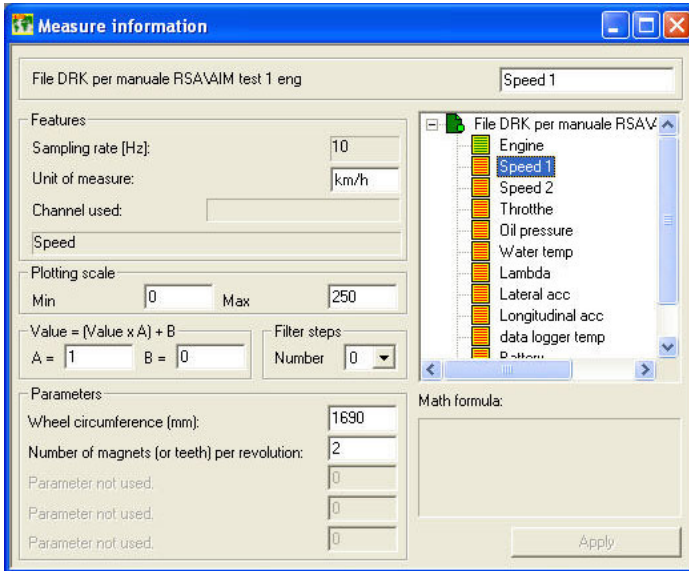 Measure information
File DRK per manuale RSA\AIM test 1 eng
Speed 1
Features
Sampling rate [Hz]: 10
Unit of measure: km/h
Channel used:
Speed
Plotting scale
Min 0 Max 250
Value = (Value x A) + B
A = 1 B = 0
Filter steps
Number 0
Parameters
Wheel circumference (mm): 1690
Number of magnets (or teeth) per revolution: 2
Parameter not used. 0
Parameter not used. 0
Parameter not used. 0
File DRK per manuale RSA\
Engine
Speed 1
Speed 2
Throtthe
Oil pressure
Water temp
Lambda
Lateral acc
Longitudinal acc
data logger temp
Battery
Math formula:
Apply